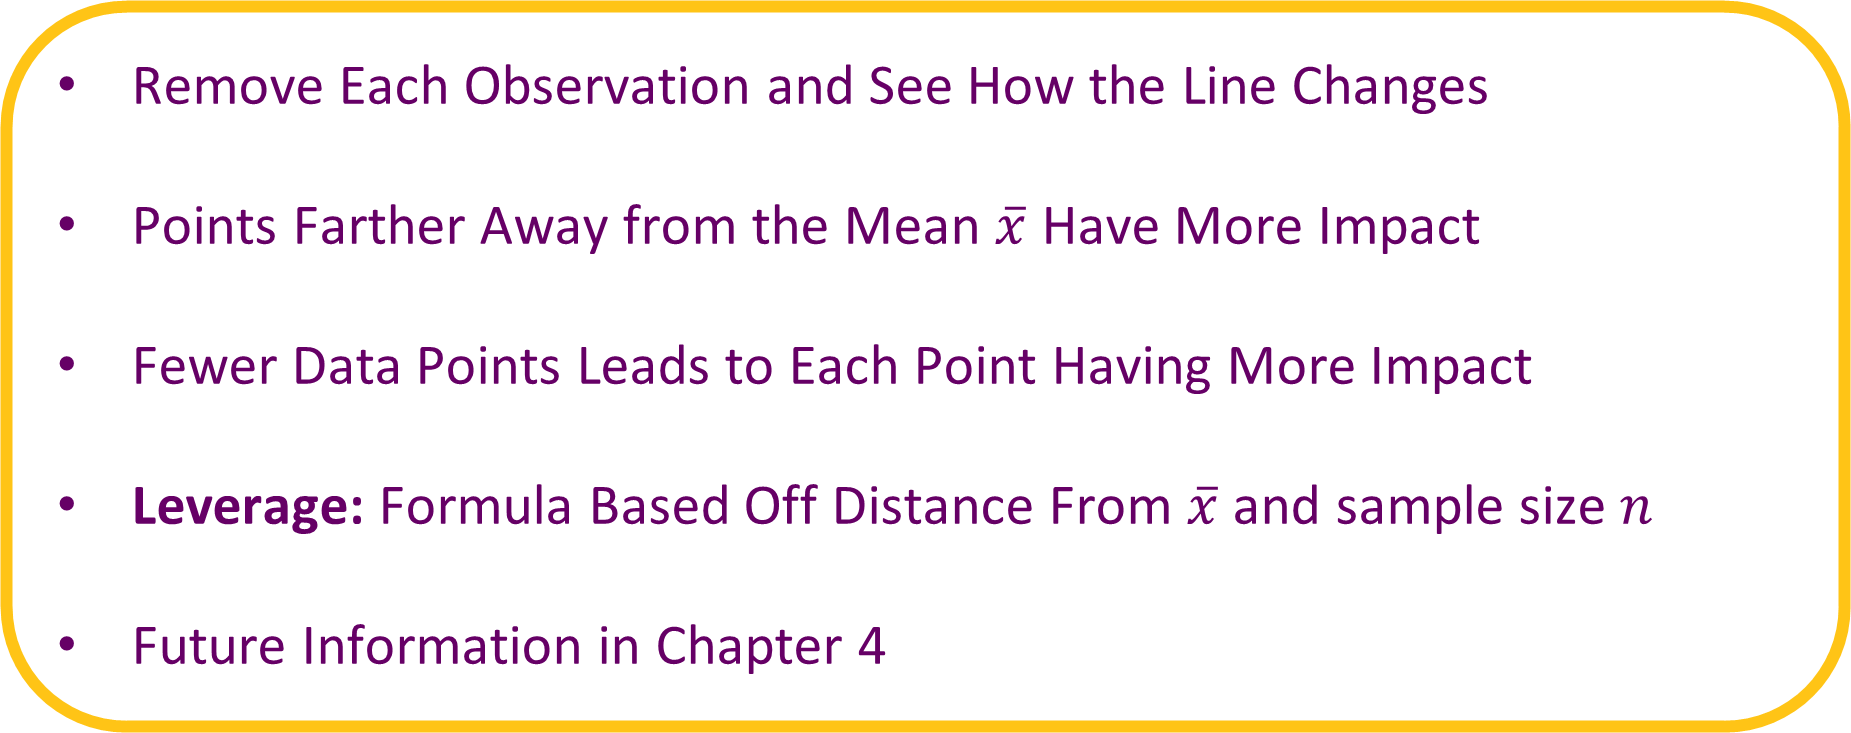 • Remove Each Observation and See How the Line Changes
• Points Farther Away from the Mean x̄ Have More Impact
• Fewer Data Points Leads to Each Point Having More Impact
• Leverage: Formula Based Off Distance From x̄ and sample size n
• Future Information in Chapter 4